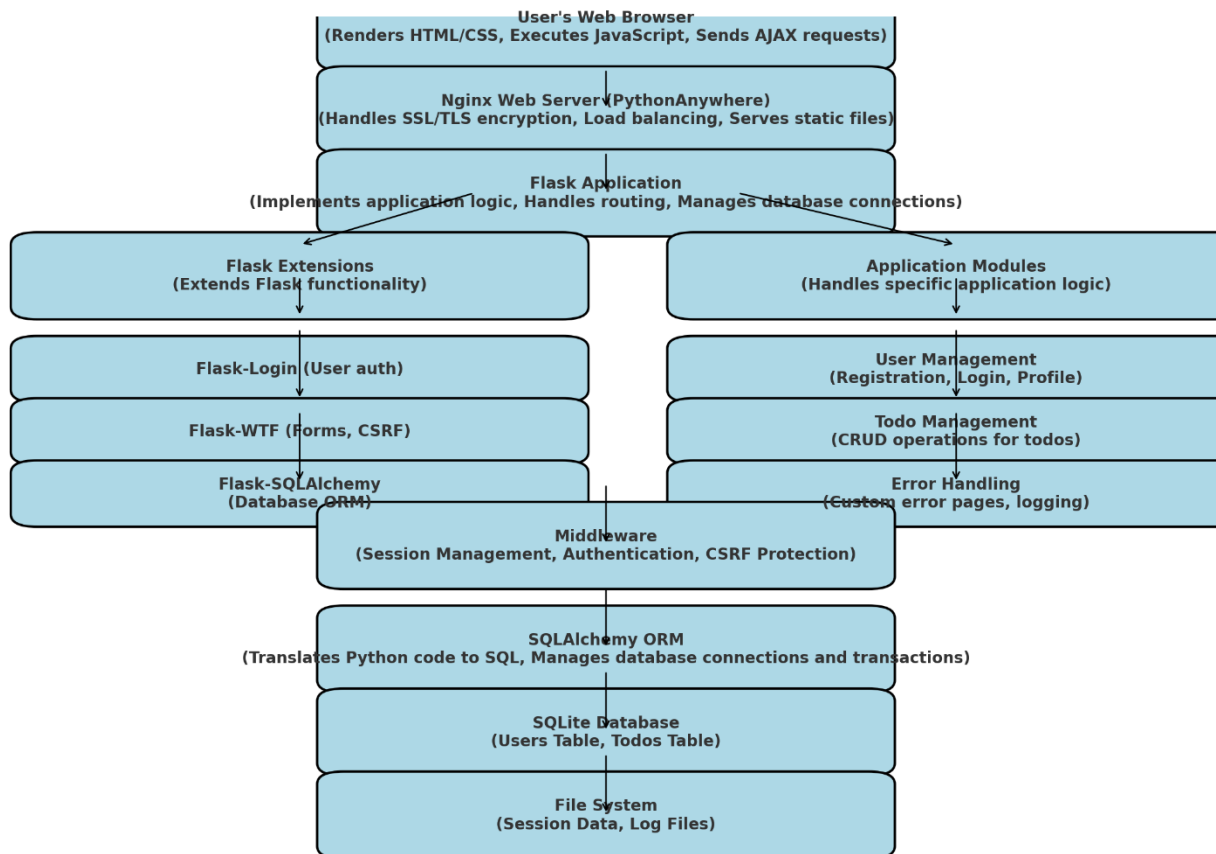 User's Web Browser
(Renders HTML/CSS, Executes JavaScript, Sends AJAX requests)
Nginx Web Server (PythonAnywhere)
(Handles SSL/TLS encryption, Load balancing, Serves static files)
Flask Application
(Implements application logic, Handles routing, Manages database connections)
Flask Extensions
(Extends Flask functionality)
Application Modules
(Handles specific application logic)
Flask-Login (User auth)
User Management
(Registration, Login, Profile)
Flask-WTF (Forms, CSRF)
Todo Management
(CRUD operations for todos)
Flask-SQLAlchemy
(Database ORM)
Error Handling
(Custom error pages, logging)
Middleware
(Session Management, Authentication, CSRF Protection)
SQLAlchemy ORM
(Translates Python code to SQL, Manages database connections and transactions)
SQLite Database
(Users Table, Todos Table)
File System
(Session Data, Log Files)